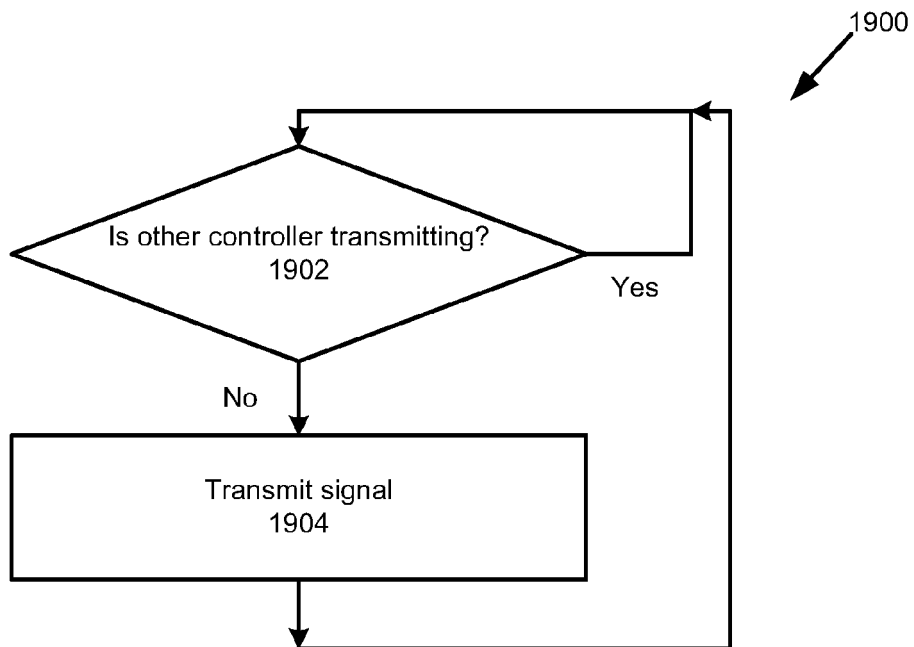 1900
Is other controller transmitting?
1902
Yes
No
Transmit signal
1904